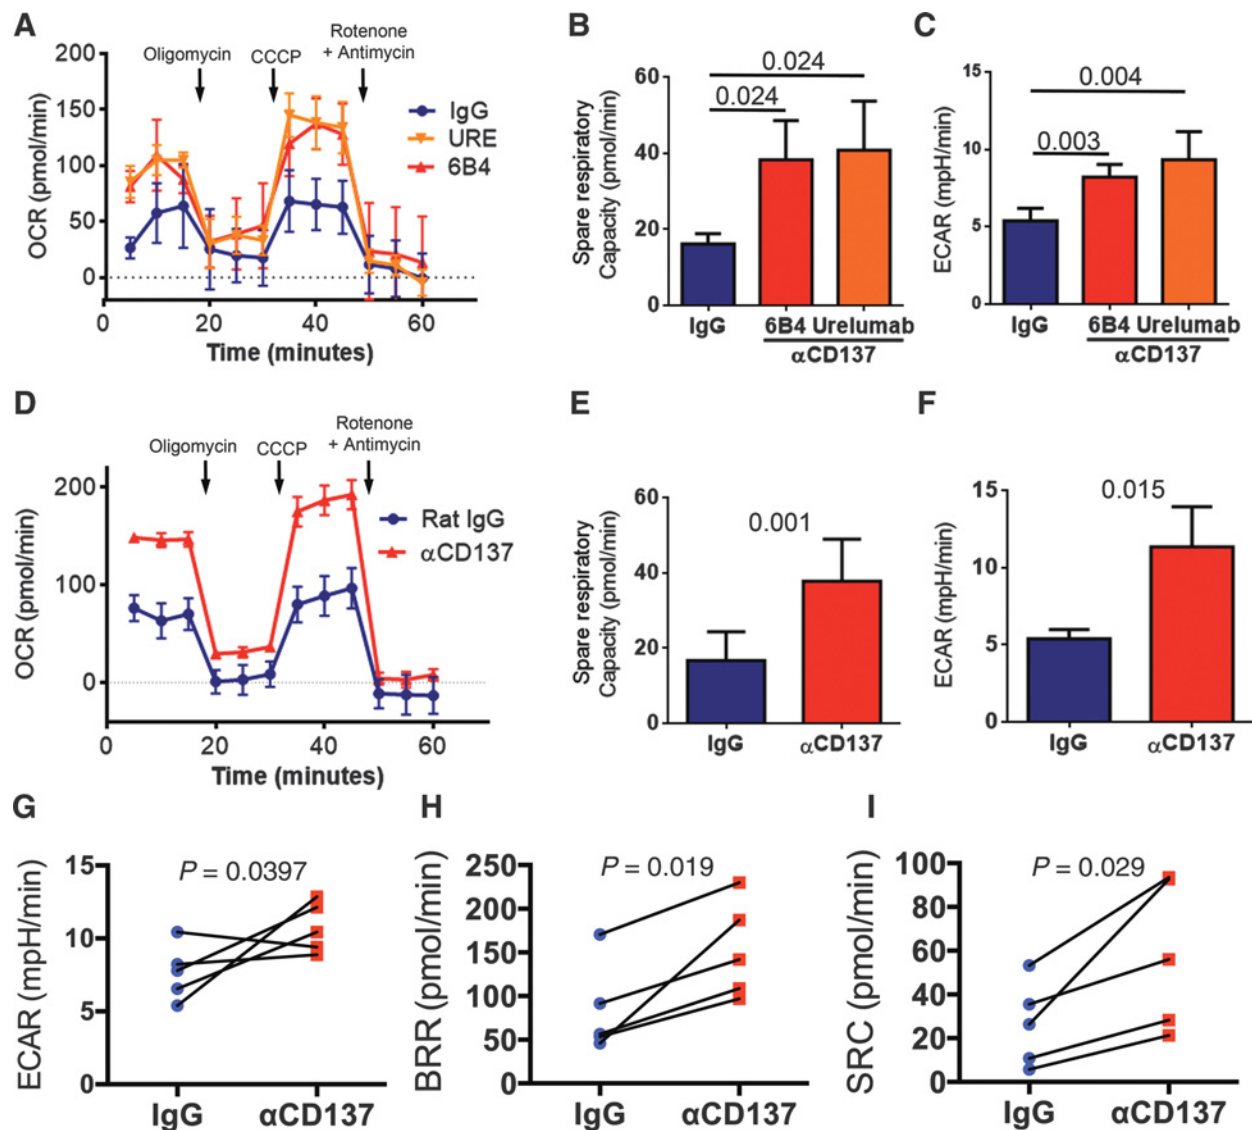 A
Oligomycin
CCCP
Rotenone
+ Antimycin
OCR (pmol/min)
200
150
100
50
0
IgG
URE
6B4
0
20
40
60
Time (minutes)
B
Spare respiratory
Capacity (pmol/min)
60
40
20
0
0.024
0.024
IgG
6B4 Urelumab
αCD137
C
ECAR (mpH/min)
15
10
5
0
0.004
0.003
IgG
6B4 Urelumab
αCD137
D
Oligomycin
CCCP
Rotenone
+ Antimycin
OCR (pmol/min)
200
100
0
Rat IgG
αCD137
0
20
40
60
Time (minutes)
E
Spare respiratory
Capacity (pmol/min)
60
40
20
0
0.001
IgG
αCD137
F
ECAR (mpH/min)
15
10
5
0
0.015
IgG
αCD137
G
ECAR (mpH/min)
15
10
5
0
P = 0.0397
IgG
αCD137
H
BRR (pmol/min)
250
200
150
100
50
0
P = 0.019
IgG
αCD137
I
SRC (pmol/min)
100
80
60
40
20
0
P = 0.029
IgG
αCD137